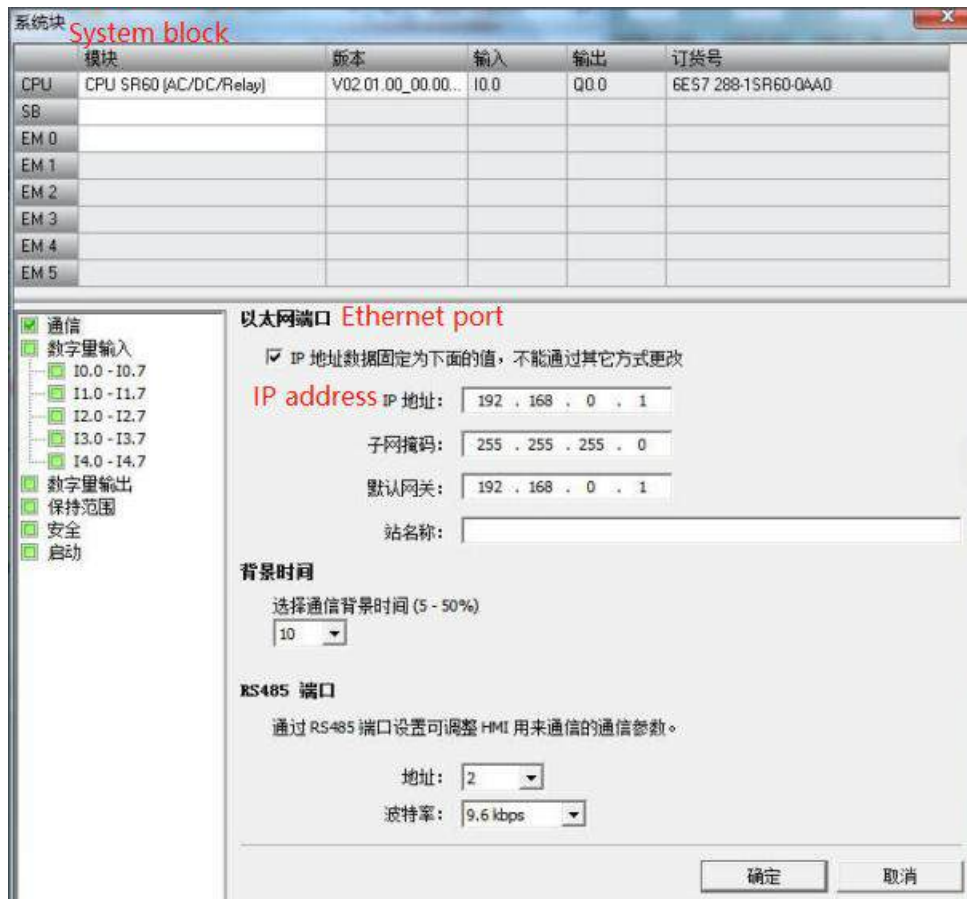 系统块 System block
模块 版本 输入 输出 订货号
CPU CPU SR60 (AC/DC/Relay) V02.01.00_00.00... I0.0 Q0.0 6ES7 288-1SR60-0AA0
SB
EM 0
EM 1
EM 2
EM 3
EM 4
EM 5
通信
数字量输入
I0.0 - I0.7
I1.0 - I1.7
I2.0 - I2.7
I3.0 - I3.7
I4.0 - I4.7
数字量输出
保持范围
安全
启动
以太网端口 Ethernet port
IP 地址数据固定为下面的值，不能通过其它方式更改
IP address IP 地址： 192 . 168 . 0 . 1
子网掩码： 255 . 255 . 255 . 0
默认网关： 192 . 168 . 0 . 1
站名称：
背景时间
选择通信背景时间 (5 - 50%)
10
RS485 端口
通过 RS485 端口设置可调整 HMI 用来通信的通信参数。
地址： 2
波特率： 9.6 kbps
确定 取消